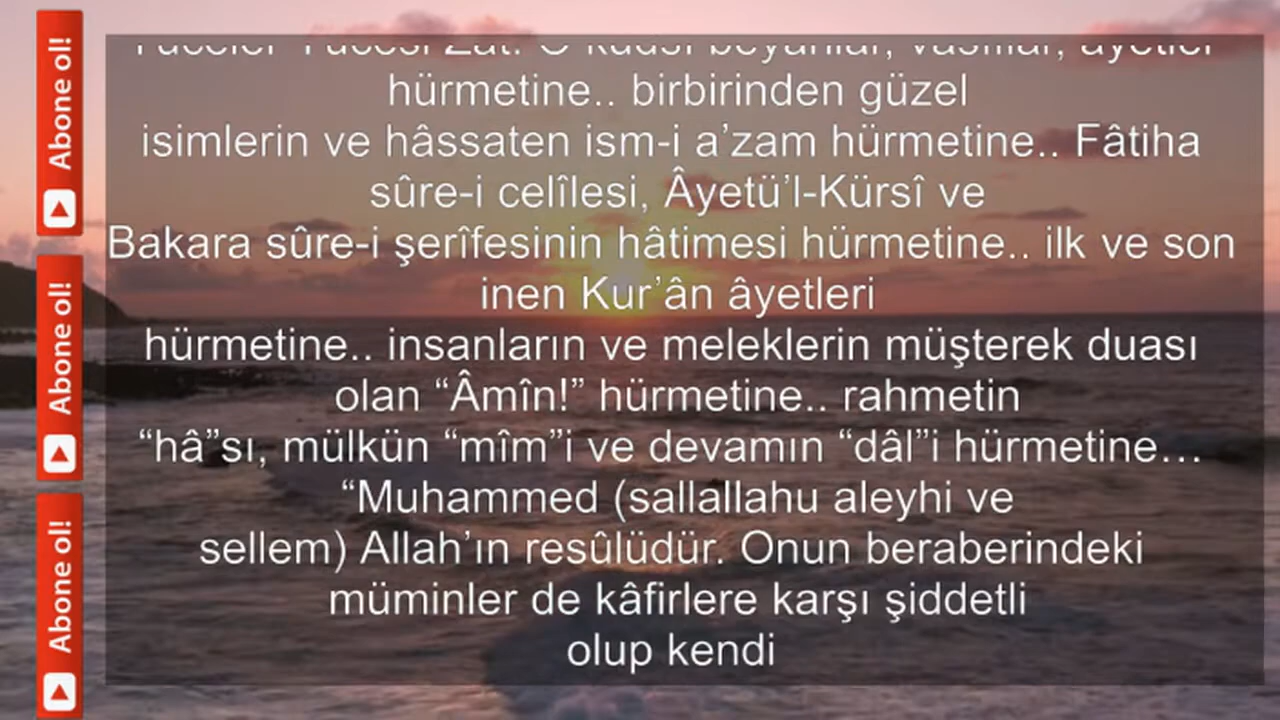 Abone ol!
Abone ol!
Abone ol!
hürmetine.. birbirinden güzel
isimlerin ve hâssaten ism-i a’zam hürmetine.. Fâtiha
sûre-i celîlesi, Âyetü’l-Kürsî ve
Bakara sûre-i şerîfesinin hâtimesi hürmetine.. ilk ve son
inen Kur’ân âyetleri
hürmetine.. insanların ve meleklerin müşterek duası
olan “Âmîn!” hürmetine.. rahmetin
“hâ”sı, mülkün “mîm”i ve devamın “dâl”i hürmetine…
“Muhammed (sallallahu aleyhi ve
sellem) Allah’ın resûlüdür. Onun beraberindeki
müminler de kâfirlere karşı şiddetli
olup kendi